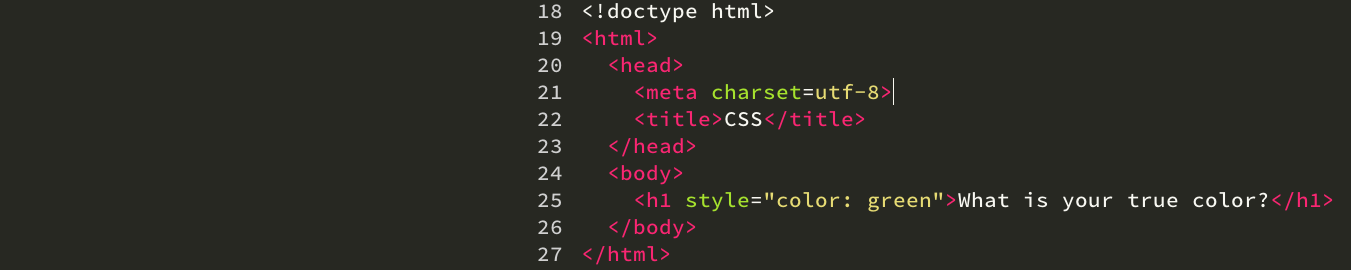 18 <!doctype html>
19 <html>
20 <head>
21 <meta charset=utf-8>
22 <title>CSS</title>
23 </head>
24 <body>
25 <h1 style="color: green">What is your true color?</h1>
26 </body>
27 </html>